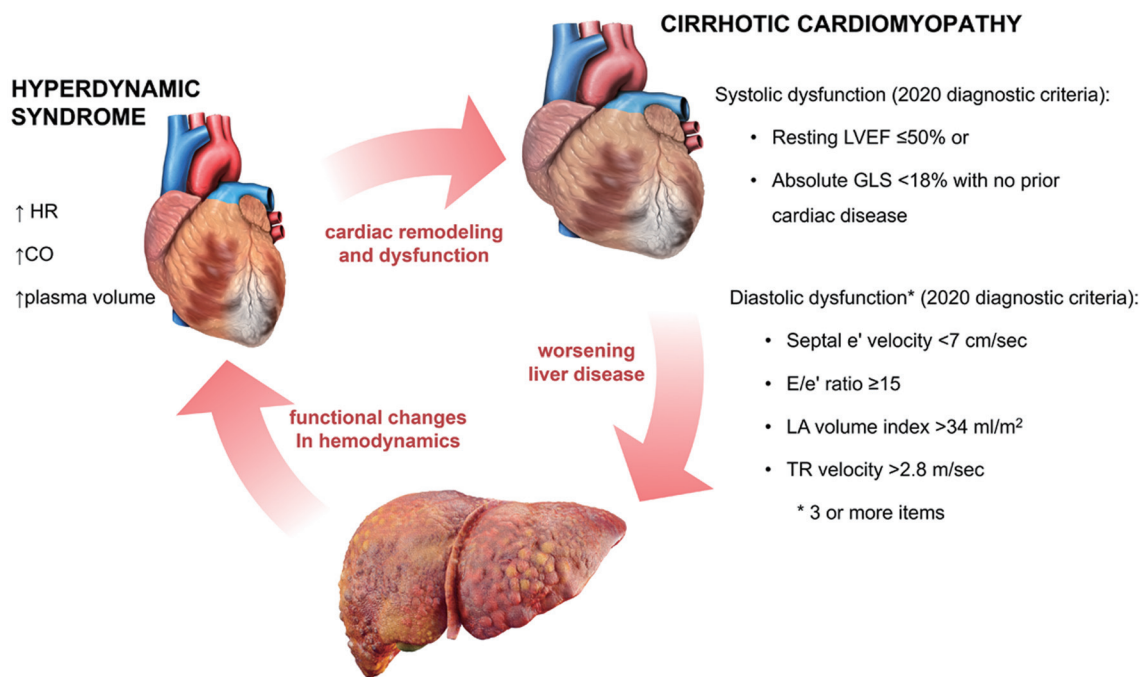 CIRRHOTIC CARDIOMYOPATHY
HYPERDYNAMIC
SYNDROME
↑ HR
↑CO
↑plasma volume
cardiac remodeling
and dysfunction
Systolic dysfunction (2020 diagnostic criteria):
• Resting LVEF ≤50% or
• Absolute GLS <18% with no prior
cardiac disease
Diastolic dysfunction* (2020 diagnostic criteria):
• Septal e' velocity <7 cm/sec
• E/e' ratio ≥15
• LA volume index >34 ml/m²
• TR velocity >2.8 m/sec
* 3 or more items
worsening
liver disease
functional changes
In hemodynamics